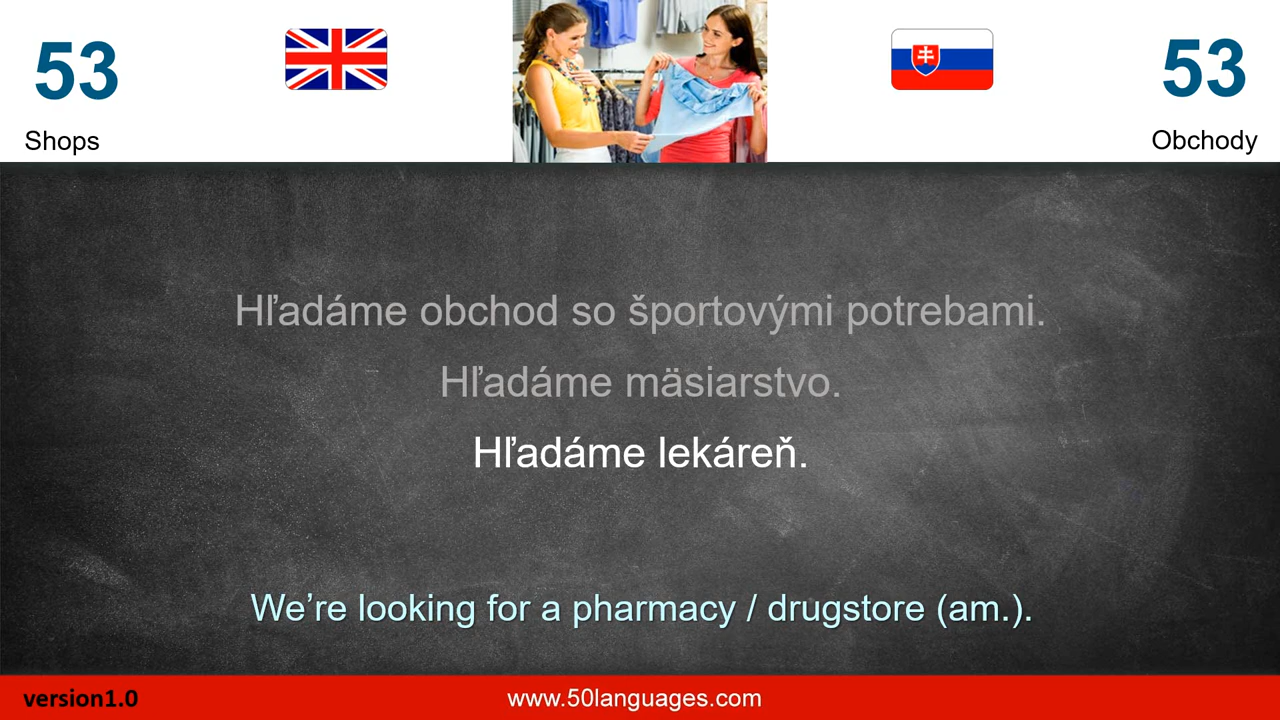 53
53
Shops
Obchody
Hľadáme obchod so športovými potrebami.
Hľadáme mäsiarstvo.
Hľadáme lekáreň.
We’re looking for a pharmacy / drugstore (am.).
version1.0
www.50languages.com